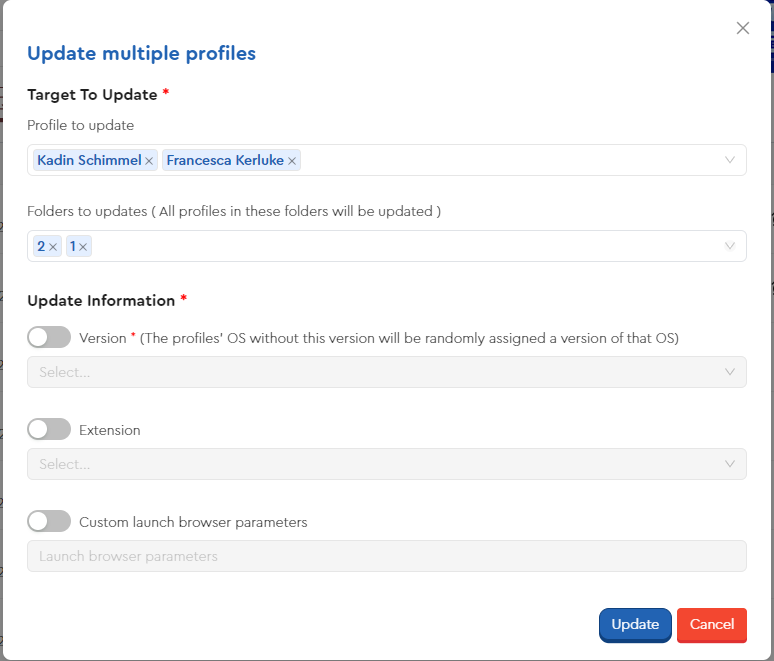 Update multiple profiles
Target To Update *
Profile to update
Kadin Schimmel × Francesca Kerluke ×
Folders to updates ( All profiles in these folders will be updated )
2 × 1 ×
Update Information *
Version * (The profiles' OS without this version will be randomly assigned a version of that OS)
Select...
Extension
Select...
Custom launch browser parameters
Launch browser parameters
Update Cancel